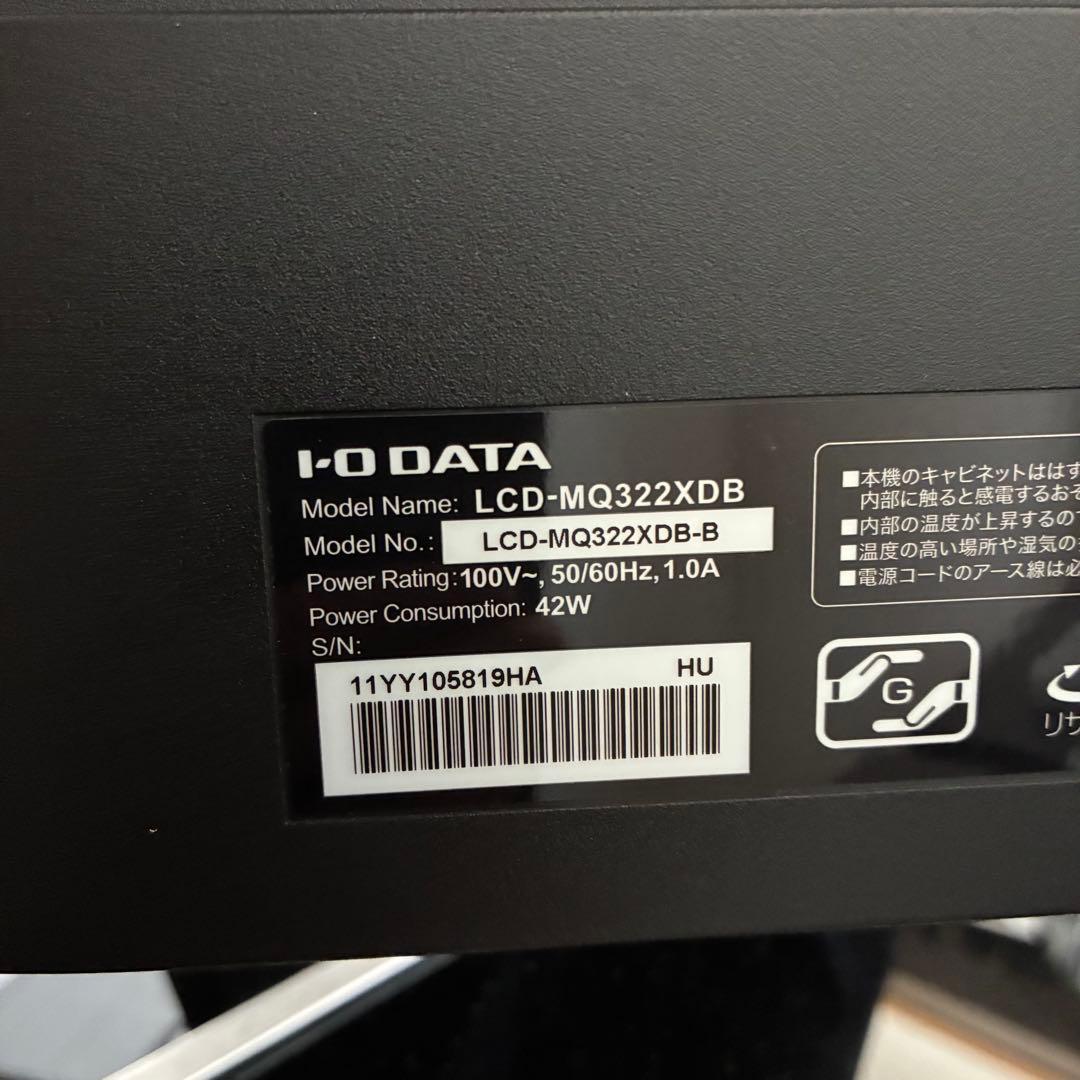 I-O DATA
Model Name: LCD-MQ322XDB
Model No.: LCD-MQ322XDB-B
Power Rating: 100V~, 50/60Hz, 1.0A
Power Consumption: 42W
S/N:
11YY105819HA HU
■本機のキャビネットははず
内部に触ると感電するおそ
■内部の温度が上昇するので
■温度の高い場所や湿気の
■電源コードのアース線は必
G
リサ